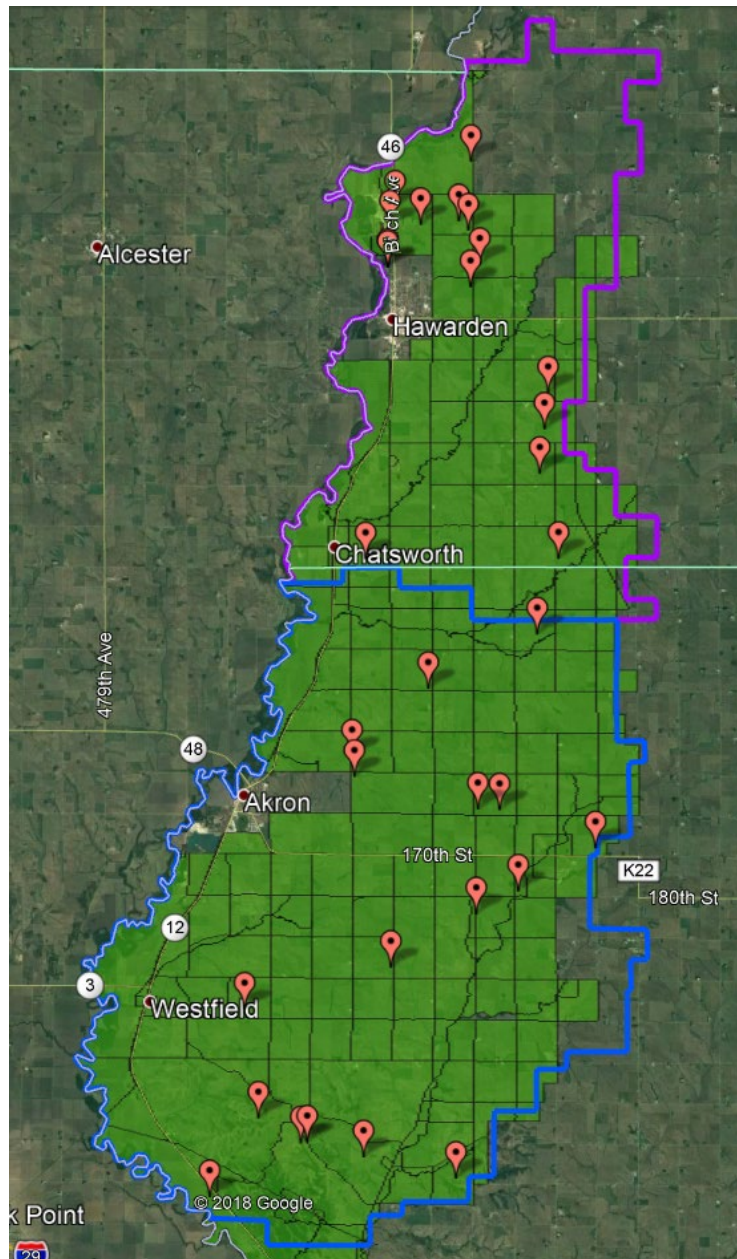 46
Birch Ave
Alcester
Hawarden
Chatsworth
479th Ave
48
Akron
170th St
K22
180th St
12
3
Westfield
© 2018 Google
k Point
29